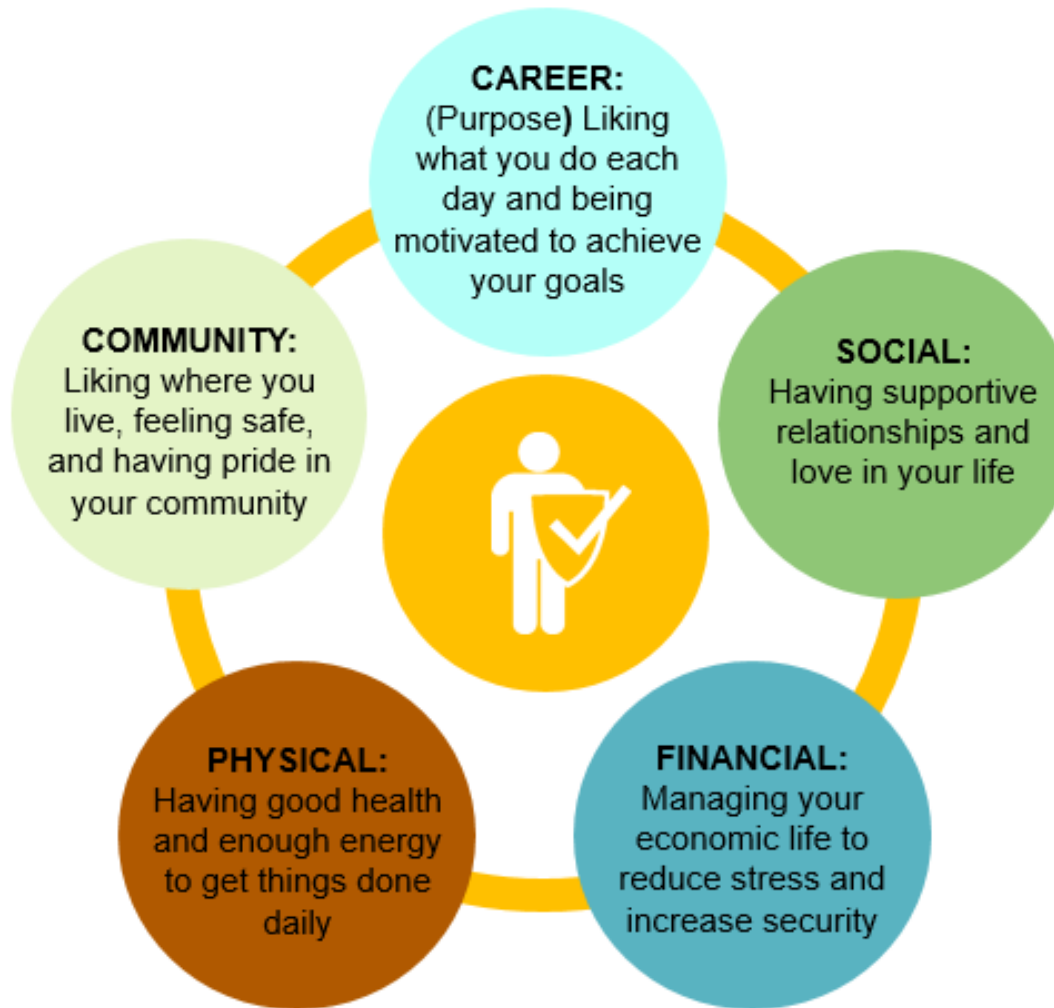 CAREER:
(Purpose) Liking
what you do each
day and being
motivated to achieve
your goals
SOCIAL:
Having supportive
relationships and
love in your life
FINANCIAL:
Managing your
economic life to
reduce stress and
increase security
PHYSICAL:
Having good health
and enough energy
to get things done
daily
COMMUNITY:
Liking where you
live, feeling safe,
and having pride in
your community